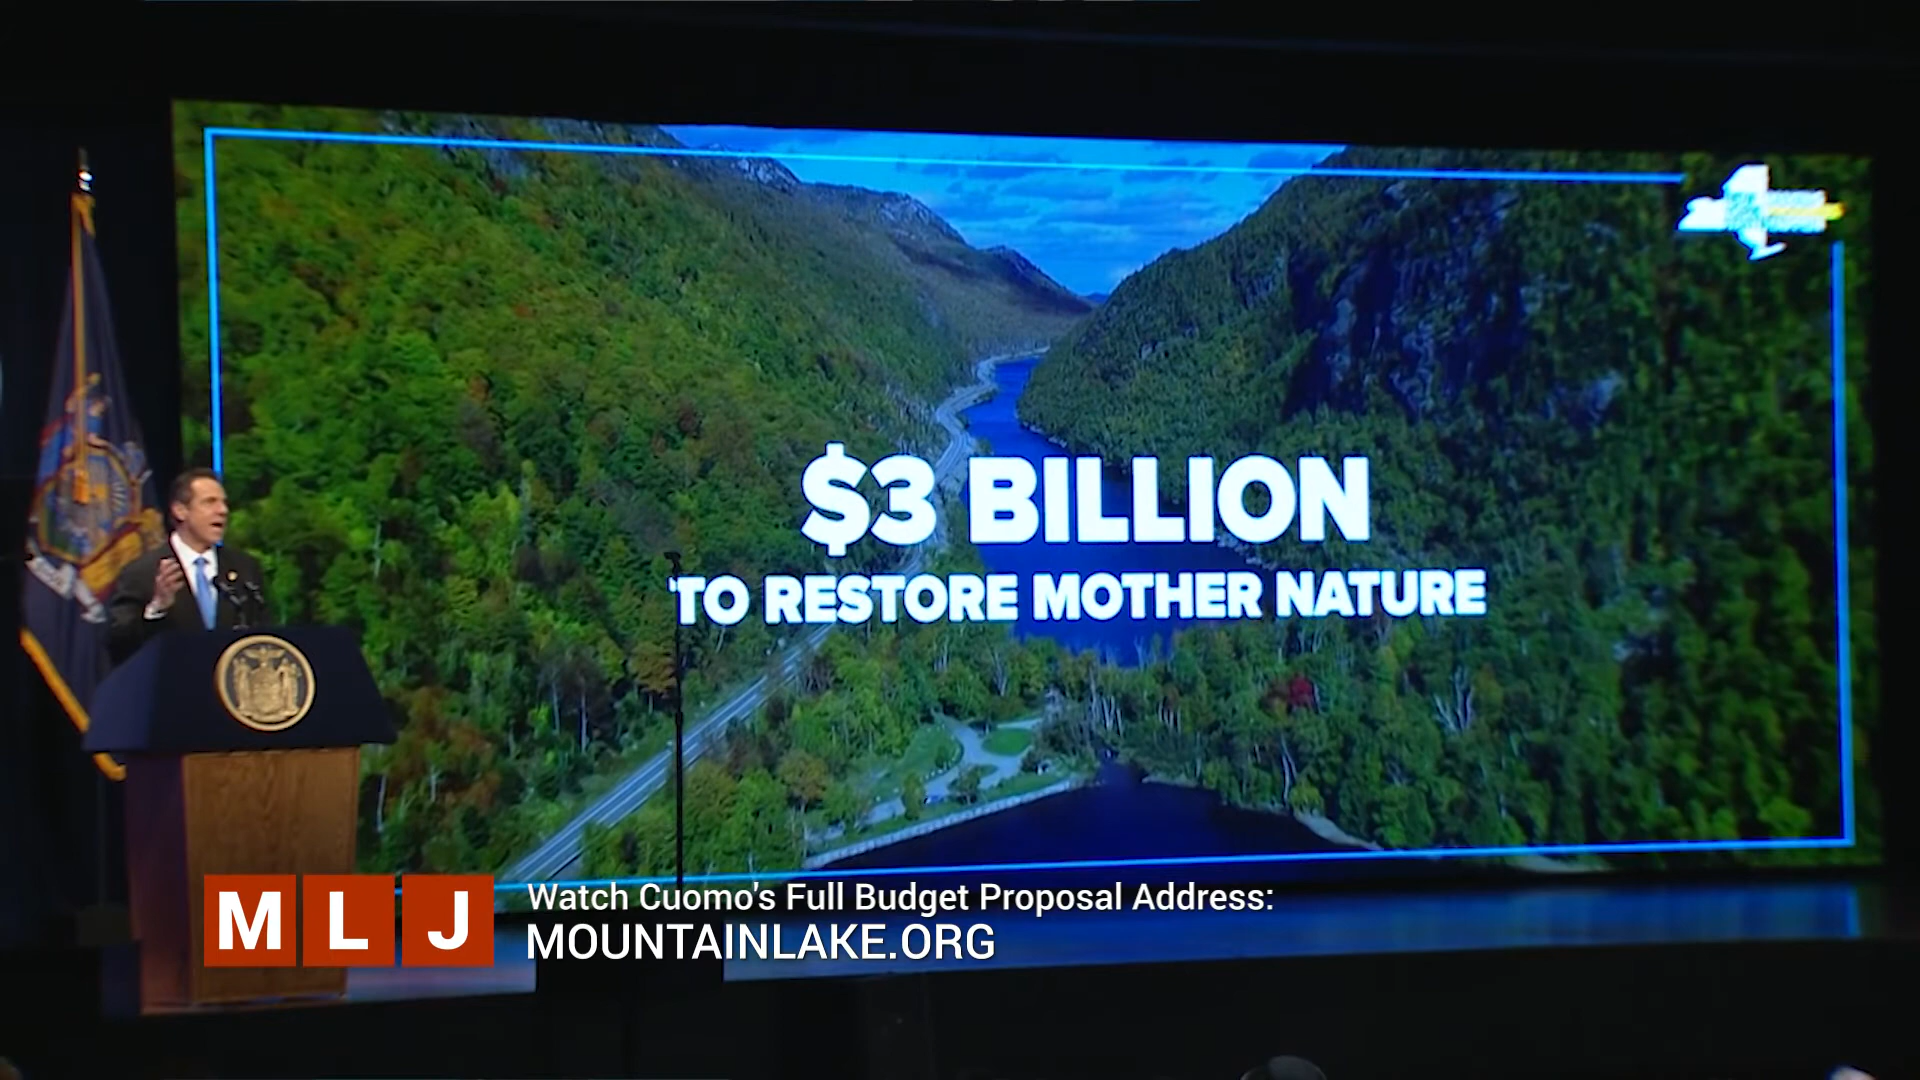 $3 BILLION
TO RESTORE MOTHER NATURE
M L J
Watch Cuomo's Full Budget Proposal Address:
MOUNTAINLAKE.ORG